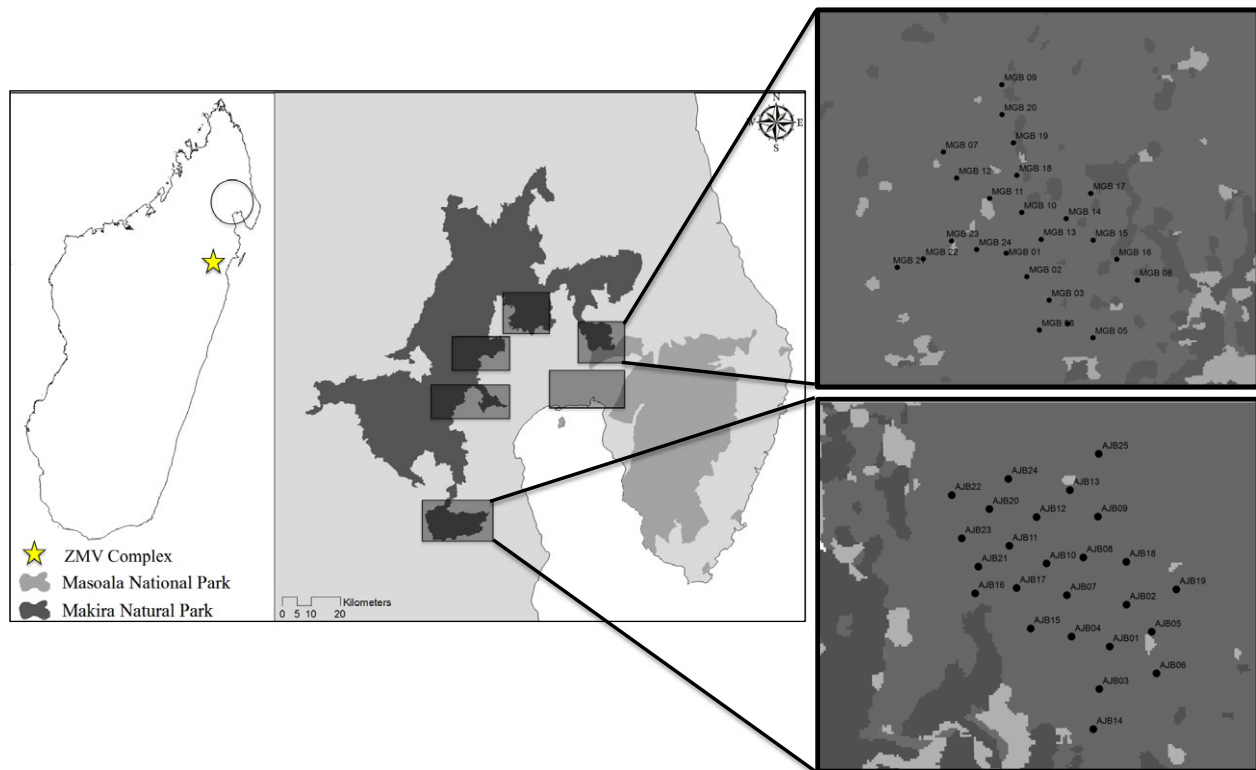 N
W
E
S
ZMV Complex
Masoala National Park
Makira Natural Park
Kilometers
0 5 10 20
MGB 09
MGB 20
MGB 19
MGB 07
MGB 18
MGB 12
MGB 17
MGB 11
MGB 10
MGB 14
MGB 23
MGB 13
MGB 15
MGB 24
MGB 01
MGB 2
MGB 22
MGB 16
MGB 02
MGB 08
MGB 03
MGB 05
AJB25
AJB24
AJB13
AJB22
AJB20
AJB12
AJB09
AJB23
AJB11
AJB10
AJB08
AJB18
AJB21
AJB16
AJB17
AJB07
AJB19
AJB02
AJB15
AJB04
AJB01
AJB05
AJB06
AJB03
AJB14